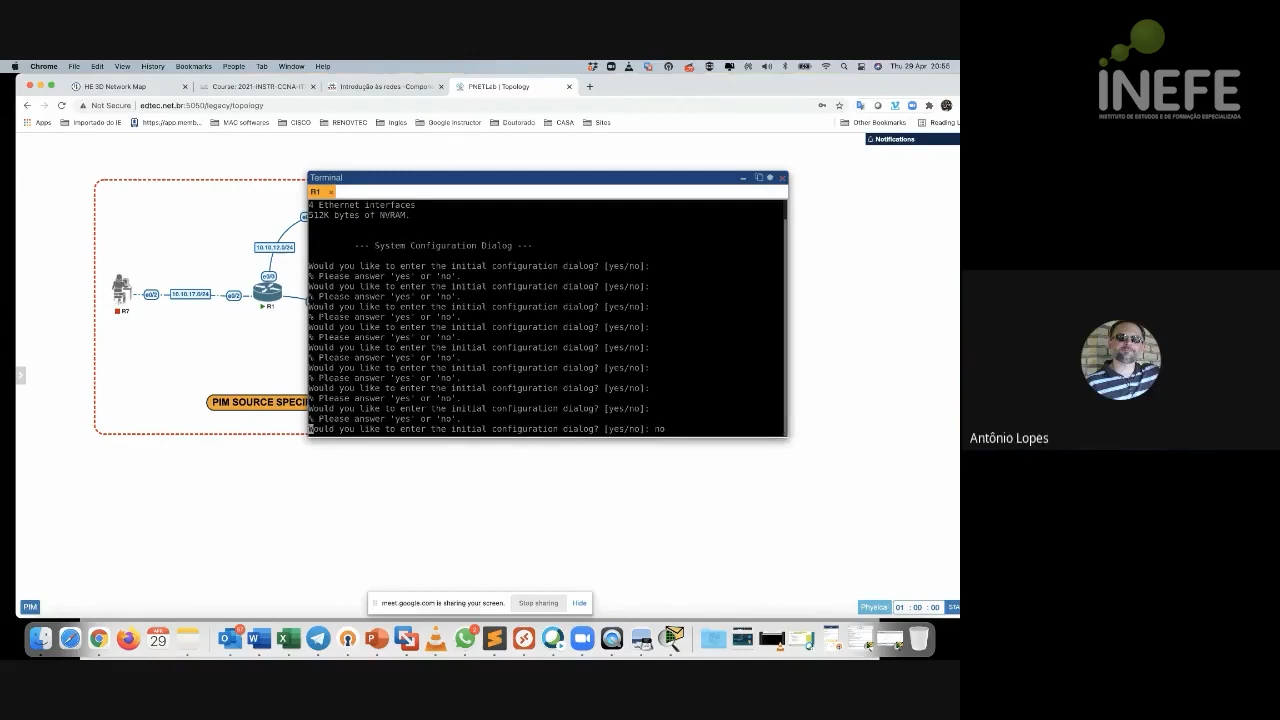 INEFE
INSTITUTO DE ESTUDOS E DE FORMAÇÃO ESPECIALIZADA
Chrome File Edit View History Bookmarks People Tab Window Help Thu 29 Apr 20:56
HE 3D Network Map
Course: 2021-INSTR-CCNA-IT
Introdução às redes -Compon
PNETLab | Topology
Not Secure | edtec.net.br:5050/legacy/topology
Apps Importado do IE https://app.memb... MAC softwares CISCO RENOVTEC Ingles Google Instructor Doutorado CASA Sites Other Bookmarks Reading L
Notifications
Terminal
R1
4 Ethernet interfaces
512K bytes of NVRAM.
--- System Configuration Dialog ---
Would you like to enter the initial configuration dialog? [yes/no]:
% Please answer 'yes' or 'no'.
Would you like to enter the initial configuration dialog? [yes/no]:
% Please answer 'yes' or 'no'.
Would you like to enter the initial configuration dialog? [yes/no]:
% Please answer 'yes' or 'no'.
Would you like to enter the initial configuration dialog? [yes/no]:
% Please answer 'yes' or 'no'.
Would you like to enter the initial configuration dialog? [yes/no]:
% Please answer 'yes' or 'no'.
Would you like to enter the initial configuration dialog? [yes/no]:
% Please answer 'yes' or 'no'.
Would you like to enter the initial configuration dialog? [yes/no]:
% Please answer 'yes' or 'no'.
Would you like to enter the initial configuration dialog? [yes/no]:
% Please answer 'yes' or 'no'.
Would you like to enter the initial configuration dialog? [yes/no]: no
10.10.12.0/24
e0/0
e0/2 10.10.17.0/24 e0/2
R7
R1
PIM SOURCE SPECI
Antônio Lopes
meet.google.com is sharing your screen. Stop sharing Hide
PIM
Physical 01 : 00 : 00 STA
APR
29